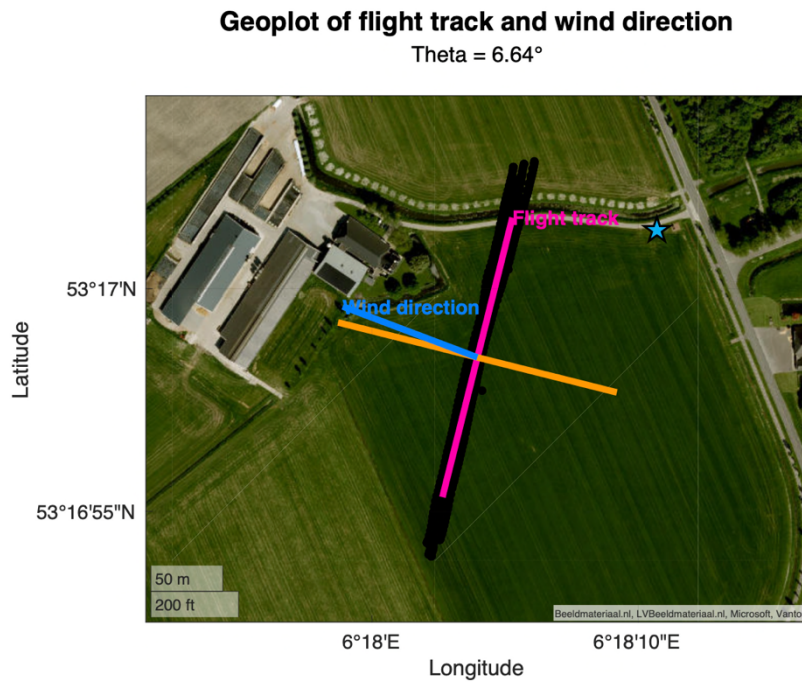 Geoplot of flight track and wind direction
Theta = 6.64°
Flight track
53°17'N
Wind direction
Latitude
53°16'55"N
50 m
200 ft
Beeldmateriaal.nl, LVBeeldmateriaal.nl, Microsoft, Vanto
6°18'E
6°18'10"E
Longitude